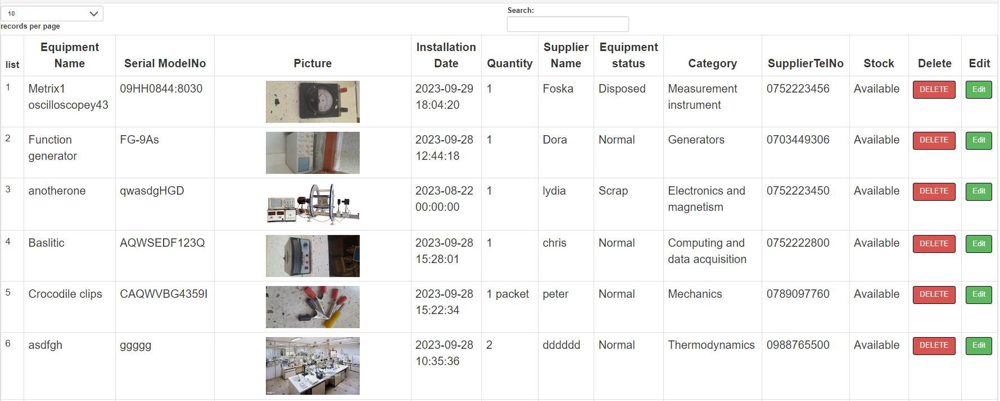 10
records per page
Search:
list Equipment Name Serial ModelNo Picture Installation Date Quantity Supplier Name Equipment status Category SupplierTelNo Stock Delete Edit
1 Metrix1 oscilloscopey43 09HH0844:8030 2023-09-29 18:04:20 1 Foska Disposed Measurement instrument 0752223456 Available DELETE Edit
2 Function generator FG-9As 2023-09-28 12:44:18 1 Dora Normal Generators 0703449306 Available DELETE Edit
3 anotherone qwasdgHGD 2023-08-22 00:00:00 1 lydia Scrap Electronics and magnetism 0752223450 Available DELETE Edit
4 Baslitic AQWSEDF123Q 2023-09-28 15:28:01 1 chris Normal Computing and data acquisition 0752222800 Available DELETE Edit
5 Crocodile clips CAQWVBG4359I 2023-09-28 15:22:34 1 packet peter Normal Mechanics 0789097760 Available DELETE Edit
6 asdfgh ggggg 2023-09-28 10:35:36 2 dddddd Normal Thermodynamics 0988765500 Available DELETE Edit